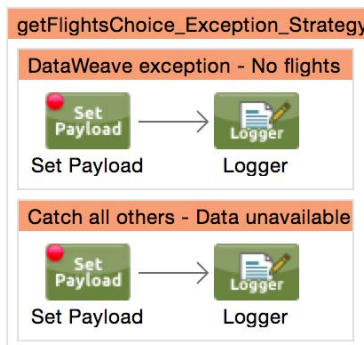 getFlightsChoice_Exception_Strategy
DataWeave exception - No flights
Set
Payload
Logger
Set Payload
Logger
Catch all others - Data unavailable
Set
Payload
Logger
Set Payload
Logger